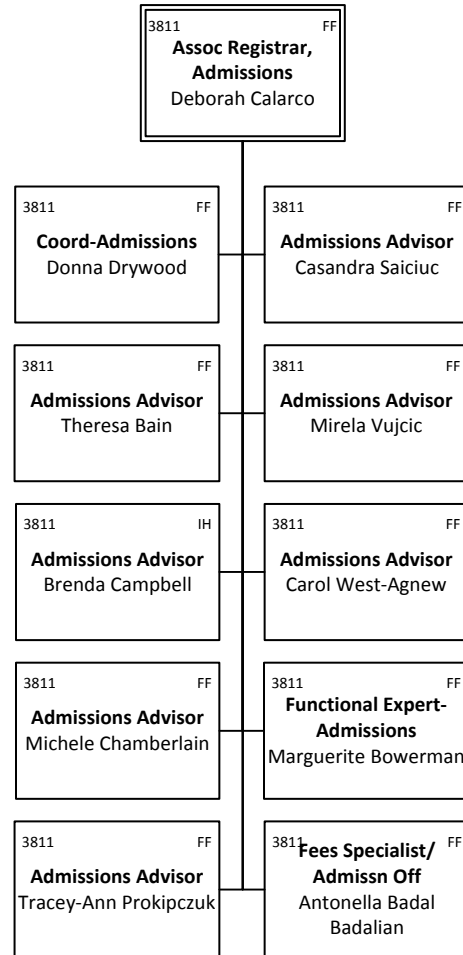 3811 FF
Assoc Registrar,
Admissions
Deborah Calarco
3811 FF
Coord-Admissions
Donna Drywood
3811 FF
Admissions Advisor
Casandra Saiciuc
3811 FF
Admissions Advisor
Theresa Bain
3811 FF
Admissions Advisor
Mirela Vujcic
3811 IH
Admissions Advisor
Brenda Campbell
3811 FF
Admissions Advisor
Carol West-Agnew
3811 FF
Admissions Advisor
Michele Chamberlain
3811 FF
Functional Expert-
Admissions
Marguerite Bowerman
3811 FF
Admissions Advisor
Tracey-Ann Prokipczuk
3811 FF
Fees Specialist/
Admissn Off
Antonella Badal
Badalian